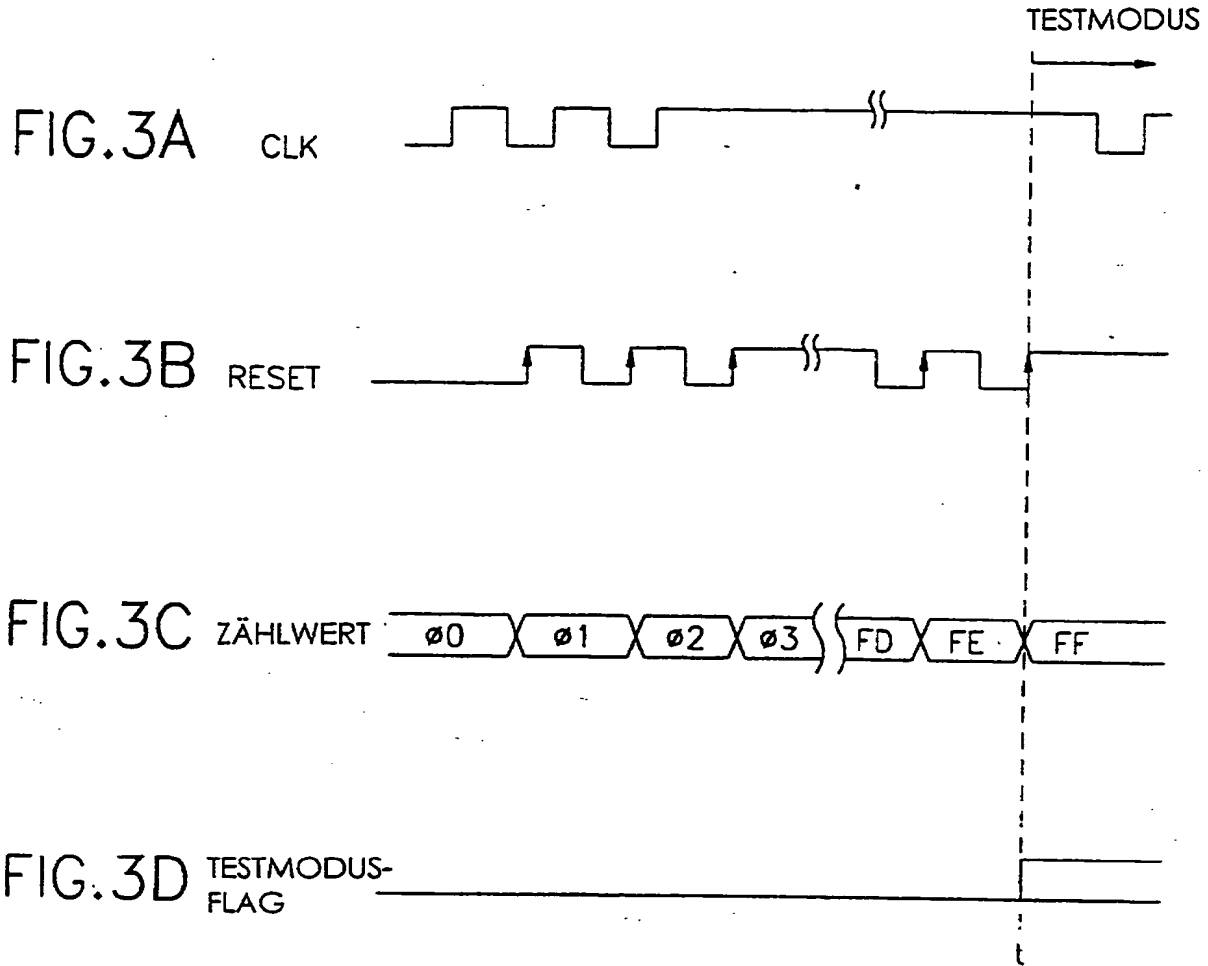 TESTMODUS
FIG.3A CLK
FIG.3B RESET
FIG.3C ZÄHLWERT ø0 ø1 ø2 ø3 FD FE FF
FIG.3D TESTMODUS-
FLAG
t